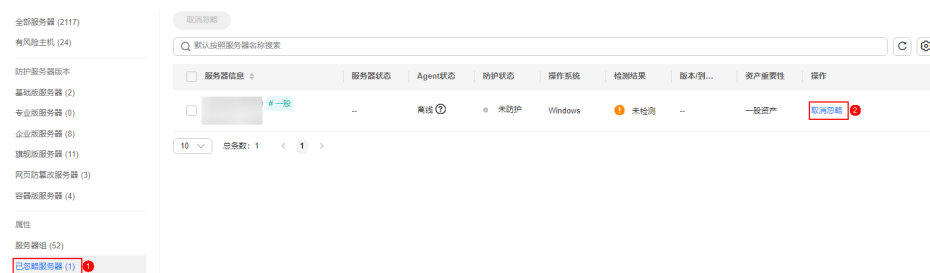 全部服务器 (2117)
有风险主机 (24)
防护服务器版本
基础版服务器 (2)
专业版服务器 (0)
企业版服务器 (8)
旗舰版服务器 (11)
网页防篡改服务器 (3)
容器版服务器 (4)
属性
服务器组 (52)
已忽略服务器 (1) 1
取消忽略
默认按照服务器名称搜索
服务器信息 服务器状态 Agent状态 防护状态 操作系统 检测结果 版本/到... 资产重要性 操作
#一般 -- 离线 未防护 Windows 未检测 -- 一般资产 取消忽略 2
10 总条数: 1 1